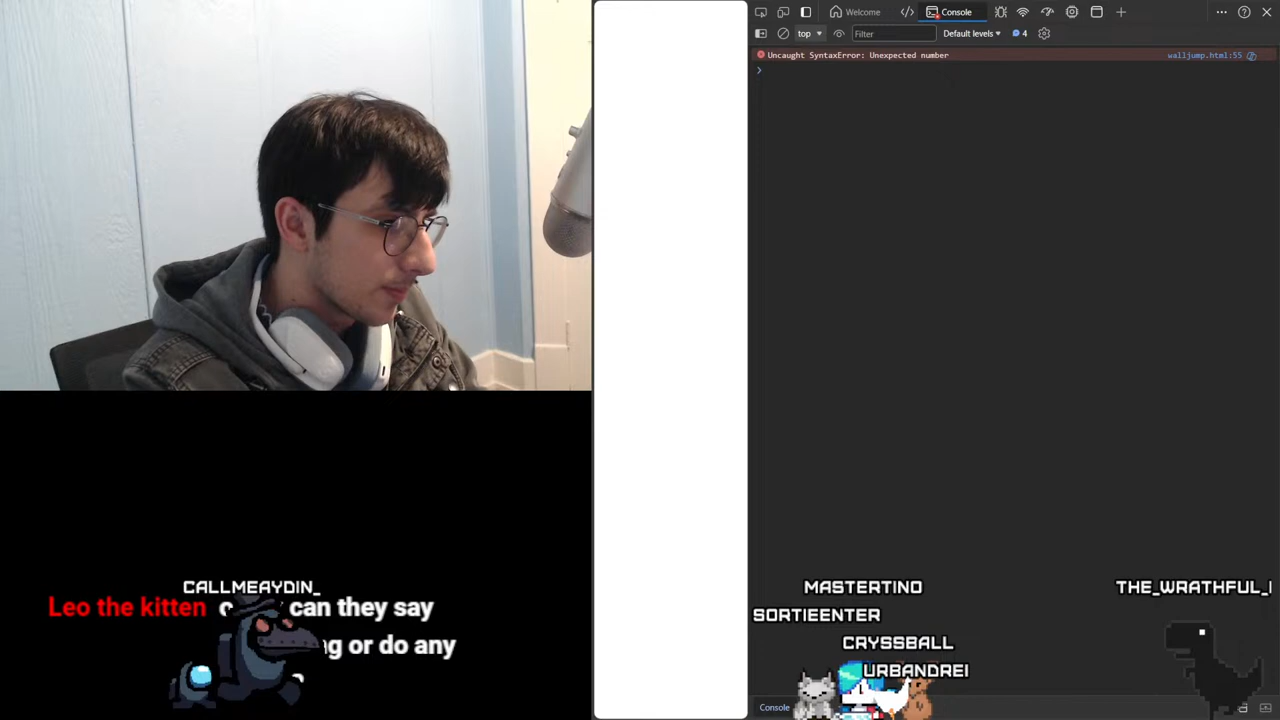 Welcome
Console
top
Filter
Default levels
4
Uncaught SyntaxError: Unexpected number
walljump.html:55
CALLMEAYDIN_
Leo the kitten
can they say
or do any
MASTERTINO
THE_WRATHFUL_
SORTIEENTER
CRYSSBALL
URBANDREI
Console